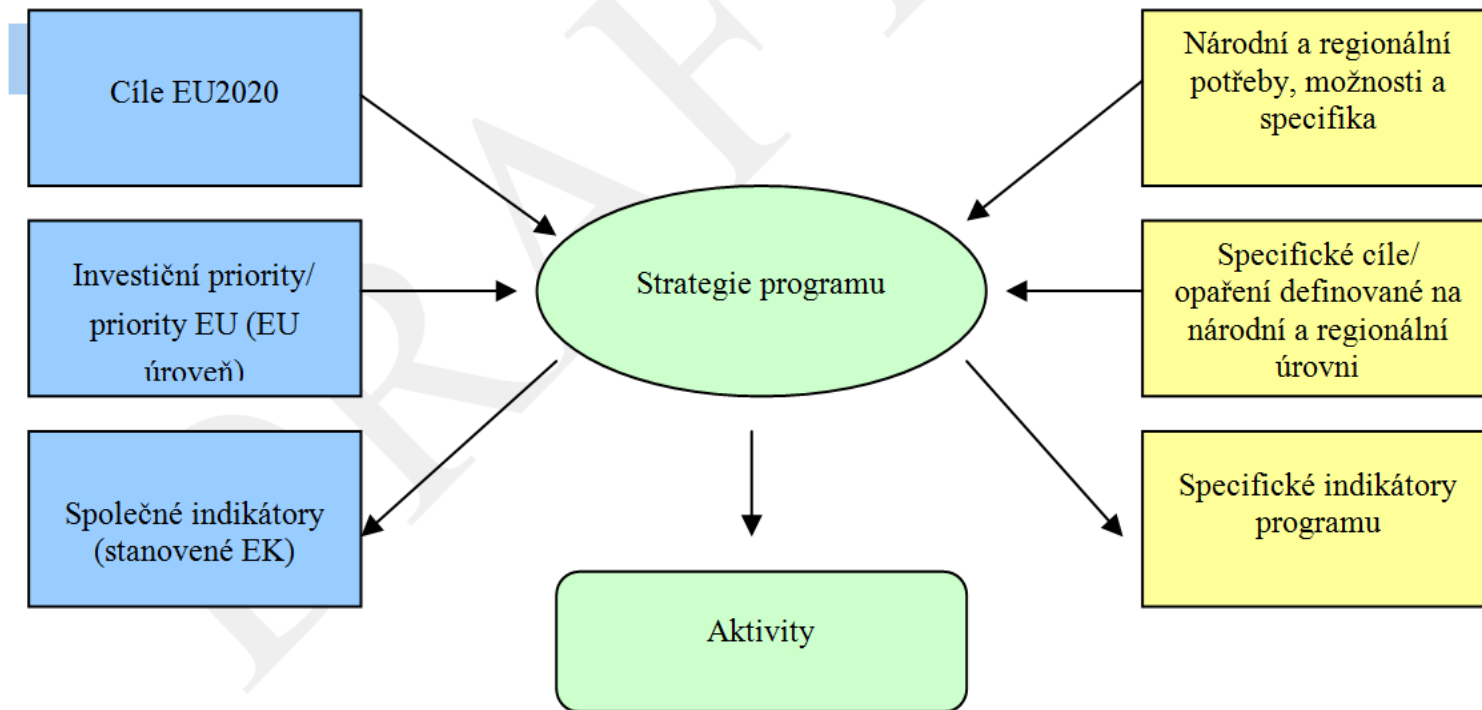 Cíle EU2020
Investiční priority/
priority EU (EU
úroveň)
Společné indikátory
(stanovené EK)
Strategie programu
Aktivity
Národní a regionální
potřeby, možnosti a
specifika
Specifické cíle/
opaření definované na
národní a regionální
úrovni
Specifické indikátory
programu
DRAFT